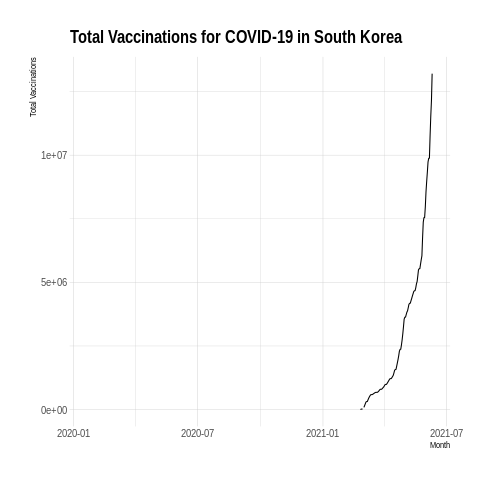 Total Vaccinations for COVID-19 in South Korea
Total Vaccinations
1e+07
5e+06
0e+00
2020-01 2020-07 2021-01 2021-07
Month